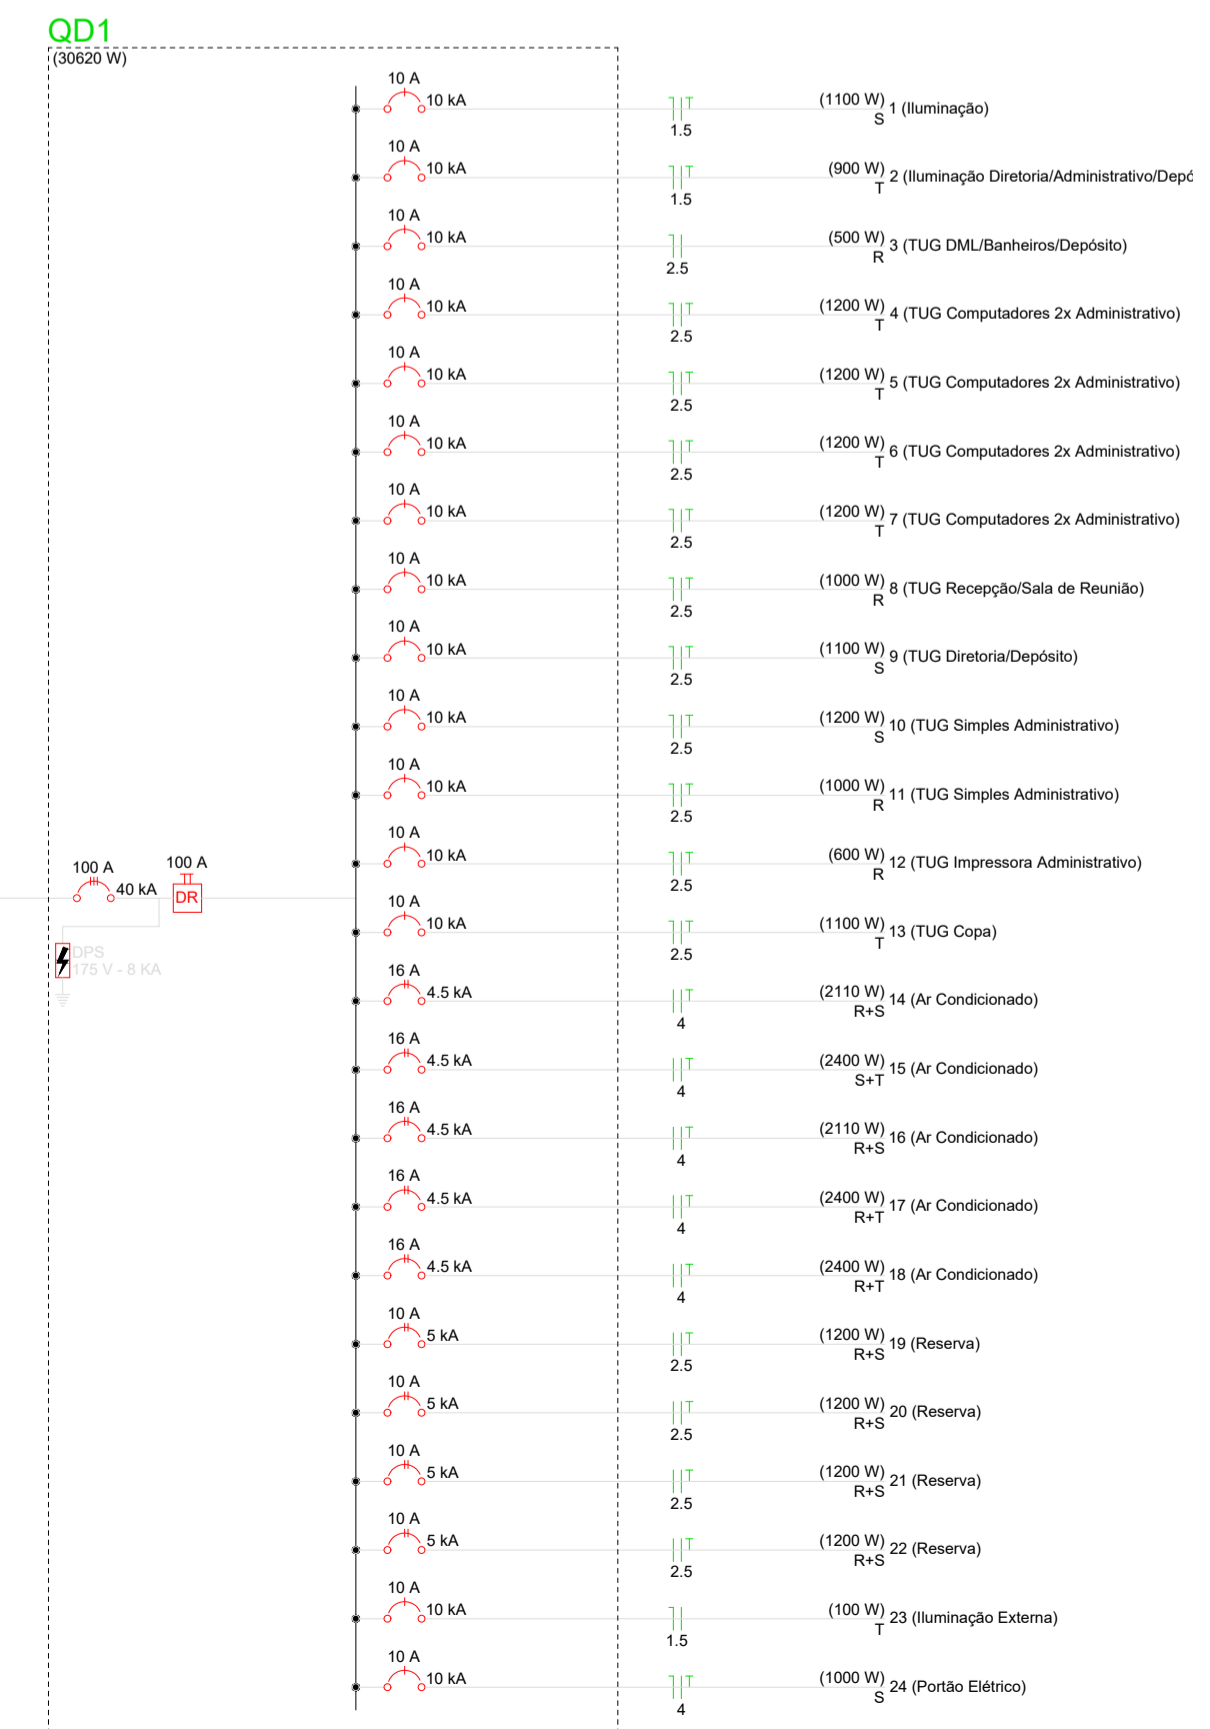 QD1
(30620 W)
10 A
10 kA
1.5
(1100 W)
S
1 (Iluminação)
10 A
10 kA
1.5
(900 W)
T
2 (Iluminação Diretoria/Administrativo/Depó
10 A
10 kA
2.5
(500 W)
R
3 (TUG DML/Banheiros/Depósito)
10 A
10 kA
2.5
(1200 W)
T
4 (TUG Computadores 2x Administrativo)
10 A
10 kA
2.5
(1200 W)
T
5 (TUG Computadores 2x Administrativo)
10 A
10 kA
2.5
(1200 W)
T
6 (TUG Computadores 2x Administrativo)
10 A
10 kA
2.5
(1200 W)
T
7 (TUG Computadores 2x Administrativo)
10 A
10 kA
2.5
(1000 W)
R
8 (TUG Recepção/Sala de Reunião)
10 A
10 kA
2.5
(1100 W)
S
9 (TUG Diretoria/Depósito)
10 A
10 kA
2.5
(1200 W)
S
10 (TUG Simples Administrativo)
10 A
10 kA
2.5
(1000 W)
R
11 (TUG Simples Administrativo)
10 A
10 kA
2.5
(600 W)
R
12 (TUG Impressora Administrativo)
100 A
40 kA
100 A
DR
DPS
175 V - 8 KA
10 A
10 kA
2.5
(1100 W)
T
13 (TUG Copa)
16 A
4.5 kA
4
(2110 W)
R+S
14 (Ar Condicionado)
16 A
4.5 kA
4
(2400 W)
S+T
15 (Ar Condicionado)
16 A
4.5 kA
4
(2110 W)
R+S
16 (Ar Condicionado)
16 A
4.5 kA
4
(2400 W)
R+T
17 (Ar Condicionado)
16 A
4.5 kA
4
(2400 W)
R+T
18 (Ar Condicionado)
10 A
5 kA
2.5
(1200 W)
R+S
19 (Reserva)
10 A
5 kA
2.5
(1200 W)
R+S
20 (Reserva)
10 A
5 kA
2.5
(1200 W)
R+S
21 (Reserva)
10 A
5 kA
2.5
(1200 W)
R+S
22 (Reserva)
10 A
10 kA
1.5
(100 W)
T
23 (Iluminação Externa)
10 A
10 kA
4
(1000 W)
S
24 (Portão Elétrico)